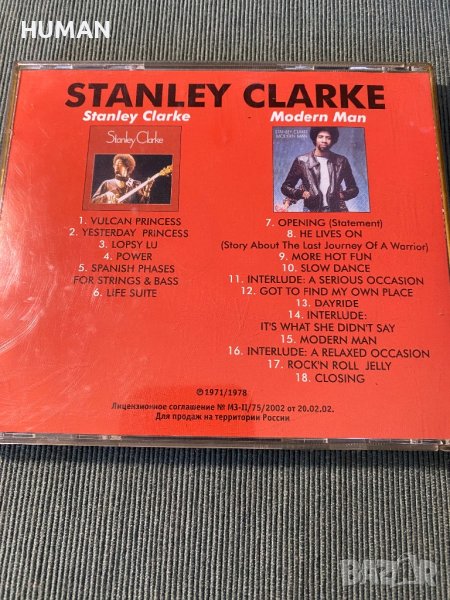 HUMAN
STANLEY CLARKE
Stanley Clarke
Stanley Clarke
1. VULCAN PRINCESS
2. YESTERDAY PRINCESS
3. LOPSY LU
4. POWER
5. SPANISH PHASES
FOR STRINGS & BASS
6. LIFE SUITE
Modern Man
STANLEY CLARKE
MODERN MAN
7. OPENING (Statement)
8. HE LIVES ON
(Story About The Last Journey Of A Warrior)
9. MORE HOT FUN
10. SLOW DANCE
11. INTERLUDE: A SERIOUS OCCASION
12. GOT TO FIND MY OWN PLACE
13. DAYRIDE
14. INTERLUDE:
IT'S WHAT SHE DIDN'T SAY
15. MODERN MAN
16. INTERLUDE: A RELAXED OCCASION
17. ROCK'N ROLL JELLY
18. CLOSING
℗1971/1978
Лицензионное соглашение № МЗ-II/75/2002 от 20.02.02.
Для продаж на территории России
bazar